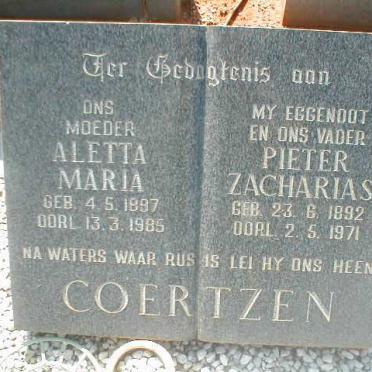 Ter Gedagtenis aan
ONS
MOEDER
ALETTA
MARIA
GEB. 4.5.1897
OORL. 13.3.1985
MY EGGENOOT
EN ONS VADER
PIETER
ZACHARIAS
GEB. 23.6.1892
OORL. 2.5.1971
NA WATERS WAAR RUS IS LEI HY ONS HEEN
COERTZEN